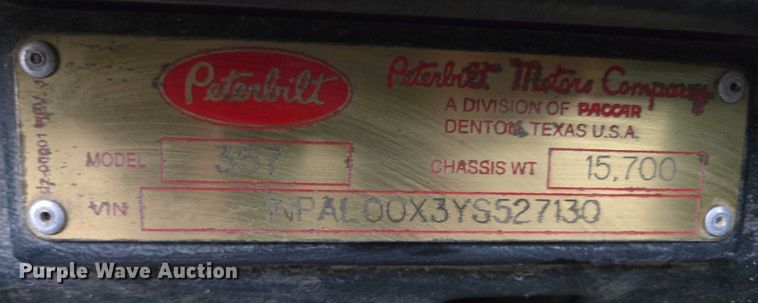 Peterbilt
Peterbilt Motors Company
A DIVISION OF PACCAR
DENTON, TEXAS U.S.A.
MODEL 357
CHASSIS WT 15,700
VIN 1NPAL00X3YS527130
Purple Wave Auction